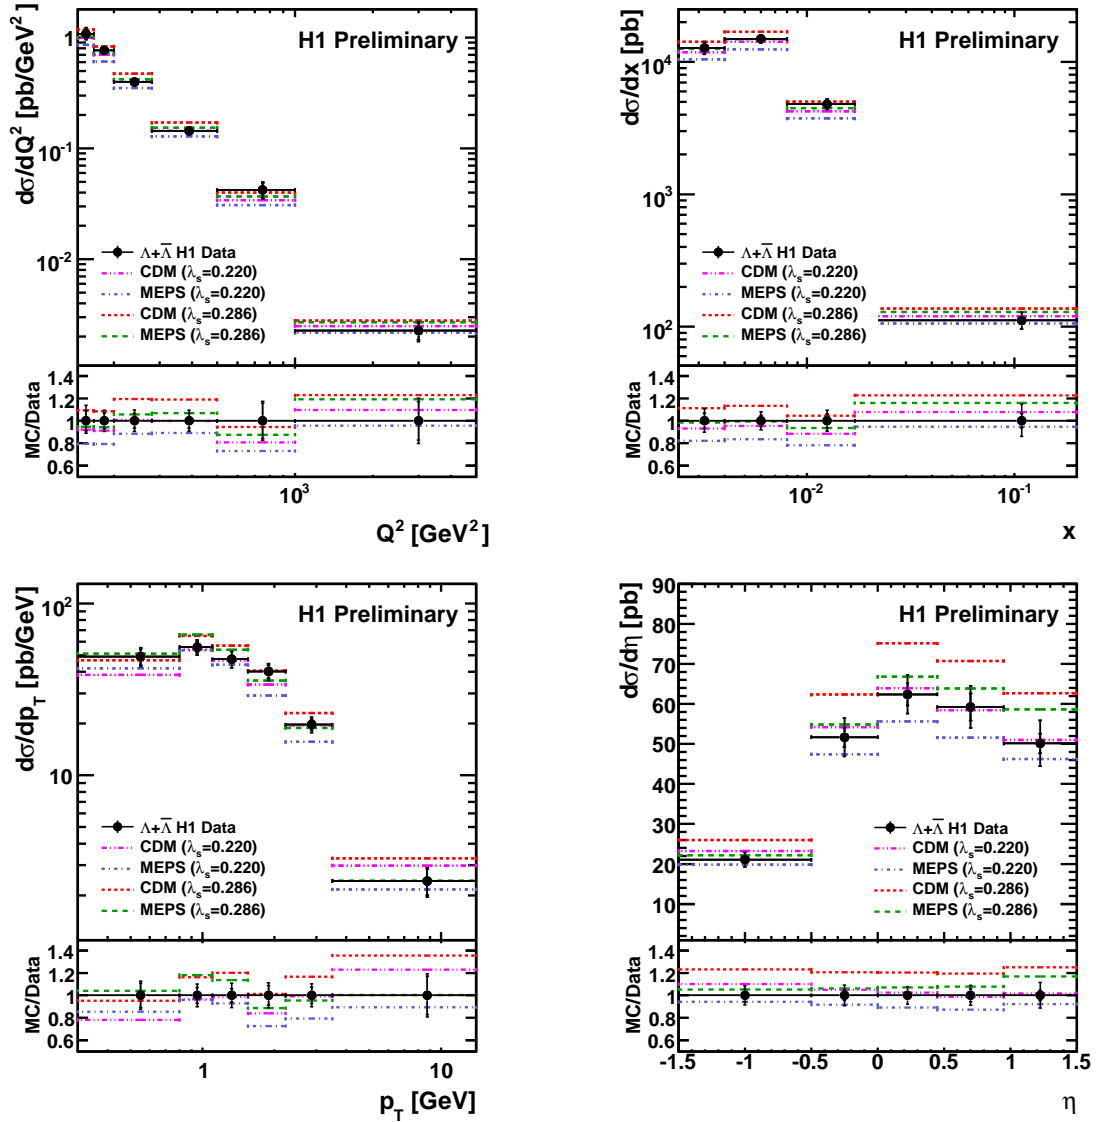 H1 Preliminary
dσ/dQ² [pb/GeV²]
1
10⁻¹
10⁻²
Λ+Λ̅ H1 Data
CDM (λₛ=0.220)
MEPS (λₛ=0.220)
CDM (λₛ=0.286)
MEPS (λₛ=0.286)
MC/Data
1.4
1.2
1
0.8
0.6
10³
Q² [GeV²]
H1 Preliminary
dσ/dx [pb]
10⁴
10³
10²
Λ+Λ̅ H1 Data
CDM (λₛ=0.220)
MEPS (λₛ=0.220)
CDM (λₛ=0.286)
MEPS (λₛ=0.286)
MC/Data
1.4
1.2
1
0.8
0.6
10⁻² 10⁻¹
x
H1 Preliminary
dσ/dp_T [pb/GeV]
10²
10
Λ+Λ̅ H1 Data
CDM (λₛ=0.220)
MEPS (λₛ=0.220)
CDM (λₛ=0.286)
MEPS (λₛ=0.286)
MC/Data
1.4
1.2
1
0.8
0.6
1 10
p_T [GeV]
H1 Preliminary
dσ/dη [pb]
90
80
70
60
50
40
30
20
10
0
Λ+Λ̅ H1 Data
CDM (λₛ=0.220)
MEPS (λₛ=0.220)
CDM (λₛ=0.286)
MEPS (λₛ=0.286)
MC/Data
1.4
1.2
1
0.8
0.6
-1.5 -1 -0.5 0 0.5 1 1.5
η